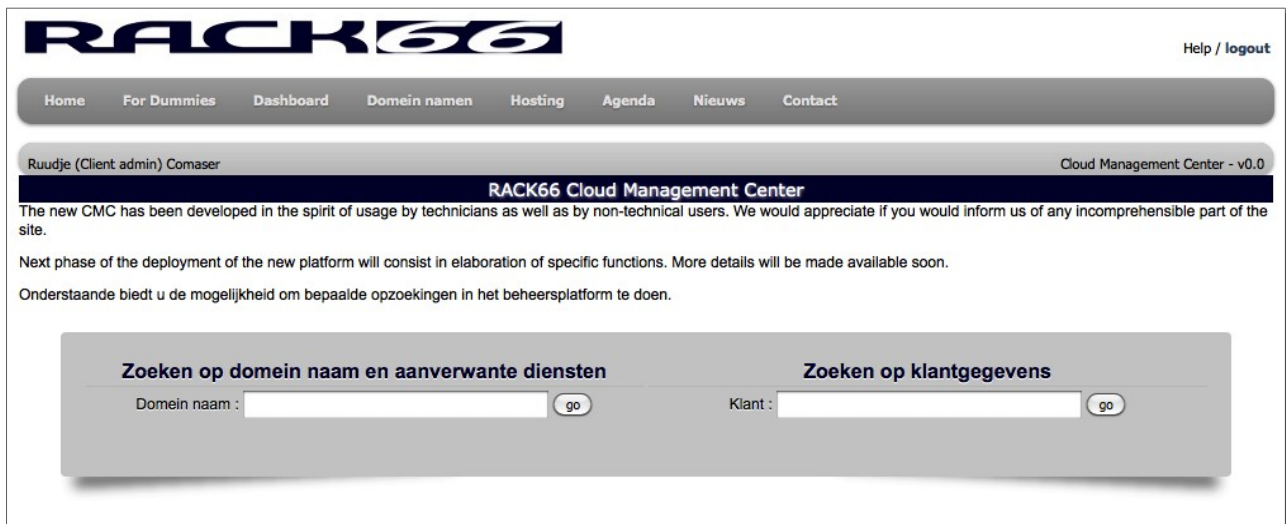 RACK66
Help / logout
Home For Dummies Dashboard Domein namen Hosting Agenda Nieuws Contact
Ruudje (Client admin) Comaser Cloud Management Center - v0.0
RACK66 Cloud Management Center
The new CMC has been developed in the spirit of usage by technicians as well as by non-technical users. We would appreciate if you would inform us of any incomprehensible part of the
site.
Next phase of the deployment of the new platform will consist in elaboration of specific functions. More details will be made available soon.
Onderstaande biedt u de mogelijkheid om bepaalde opzoekingen in het beheersplatform te doen.
Zoeken op domein naam en aanverwante diensten Zoeken op klantgegevens
Domein naam : go Klant : go